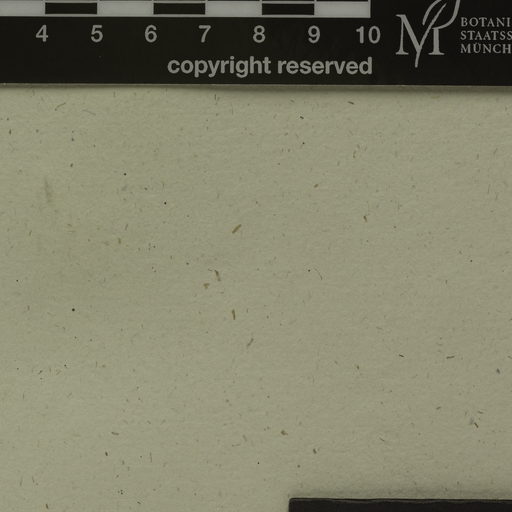 4 5 6 7 8 9 10
copyright reserved
M BOTANI
STAATSS
MÜNCH